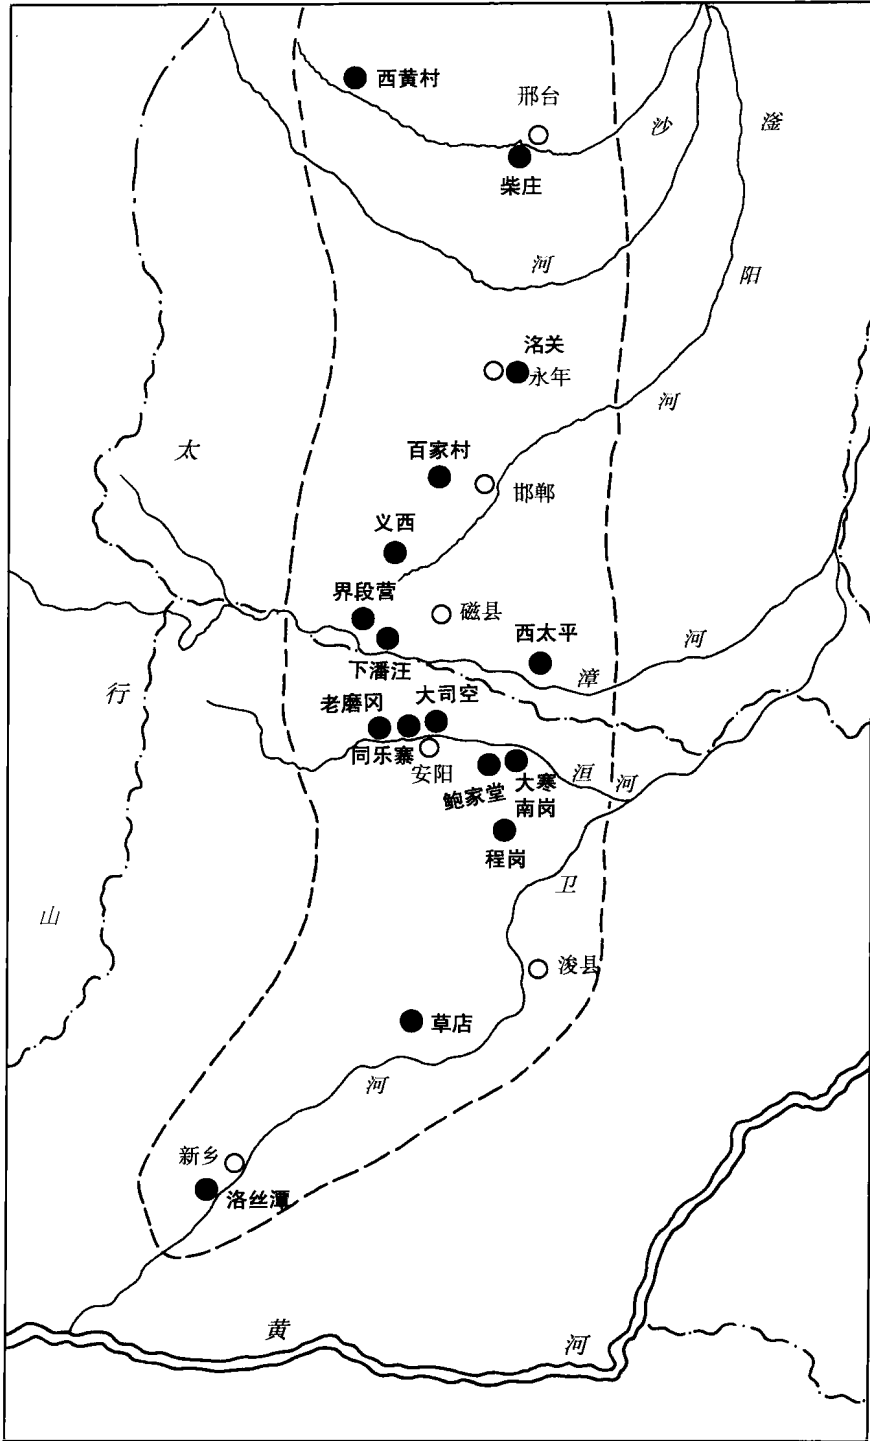 西黄村
邢台
沙
滏
柴庄
河
阳
洺关
永年
河
太
百家村
邯郸
义西
界段营
磁县
西太平
河
下潘汪
漳
行
老磨冈
大司空
同乐寨
安阳
鲍家堂
大寒
南岗
洹
河
程岗
卫
山
浚县
草店
河
新乡
洛丝潭
黄
河